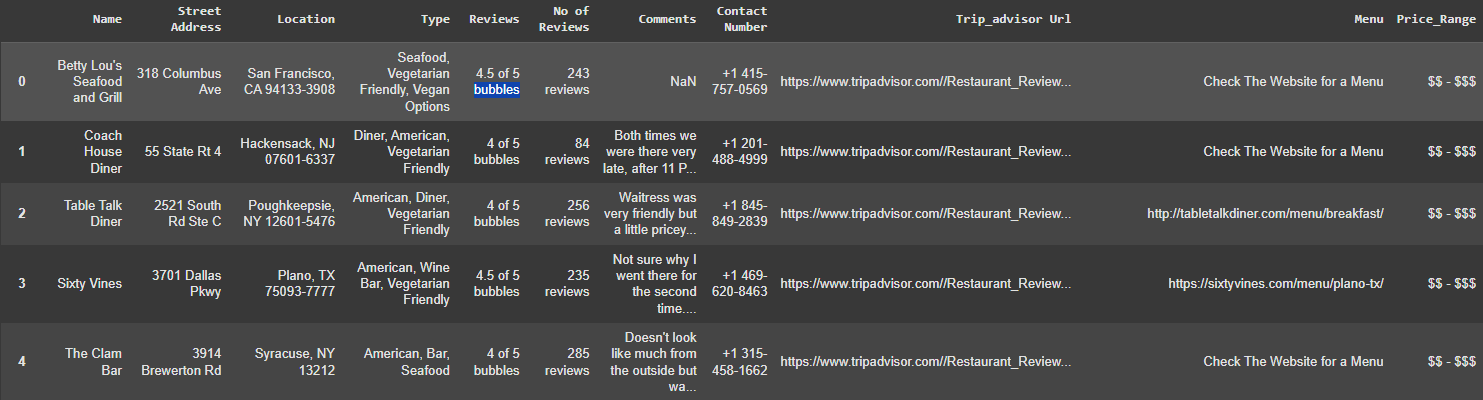 Name Street Address Location Type Reviews No of Reviews Comments Contact Number Trip_advisor Url Menu Price_Range
0 Betty Lou's Seafood and Grill 318 Columbus Ave San Francisco, CA 94133-3908 Seafood, Vegetarian Friendly, Vegan Options 4.5 of 5 bubbles 243 reviews NaN +1 415-757-0569 https://www.tripadvisor.com//Restaurant_Review... Check The Website for a Menu $$ - $$$
1 Coach House Diner 55 State Rt 4 Hackensack, NJ 07601-6337 Diner, American, Vegetarian Friendly 4 of 5 bubbles 84 reviews Both times we were there very late, after 11 P... +1 201-488-4999 https://www.tripadvisor.com//Restaurant_Review... Check The Website for a Menu $$ - $$$
2 Table Talk Diner 2521 South Rd Ste C Poughkeepsie, NY 12601-5476 American, Diner, Vegetarian Friendly 4 of 5 bubbles 256 reviews Waitress was very friendly but a little pricey... +1 845-849-2839 https://www.tripadvisor.com//Restaurant_Review... http://tabletalkdiner.com/menu/breakfast/ $$ - $$$
3 Sixty Vines 3701 Dallas Pkwy Plano, TX 75093-7777 American, Wine Bar, Vegetarian Friendly 4.5 of 5 bubbles 235 reviews Not sure why I went there for the second time.... +1 469-620-8463 https://www.tripadvisor.com//Restaurant_Review... https://sixtyvines.com/menu/plano-tx/ $$ - $$$
4 The Clam Bar 3914 Brewerton Rd Syracuse, NY 13212 American, Bar, Seafood 4 of 5 bubbles 285 reviews Doesn't look like much from the outside but wa... +1 315-458-1662 https://www.tripadvisor.com//Restaurant_Review... Check The Website for a Menu $$ - $$$